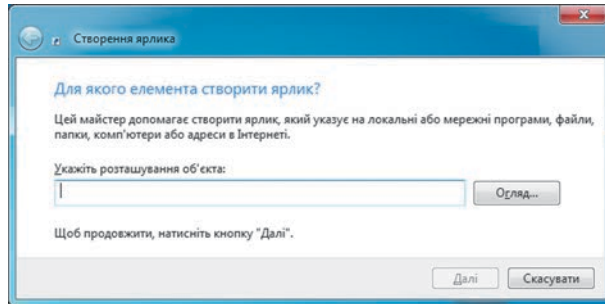 Створення ярлика
Для якого елемента створити ярлик?
Цей майстер допомагає створити ярлик, який указує на локальні або мережні програми, файли,
папки, комп'ютери або адреси в Інтернеті.
Укажіть розташування об'єкта:
Огляд...
Щоб продовжити, натисніть кнопку "Далі".
Далі
Скасувати